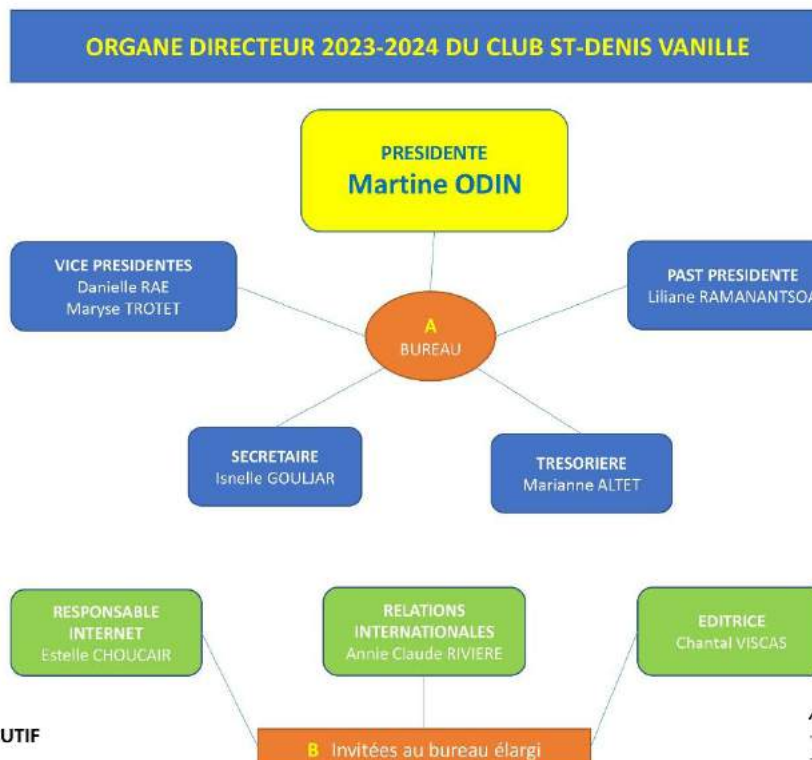 ORGANE DIRECTEUR 2023-2024 DU CLUB ST-DENIS VANILLE
PRESIDENTE
Martine ODIN
VICE PRESIDENTES
Danielle RAE
Maryse TROTET
PAST PRESIDENTE
Liliane RAMANANTSOA
A
BUREAU
SECRETAIRE
Isnelle GOULJAR
TRESORIERE
Marianne ALTET
RESPONSABLE
INTERNET
Estelle CHOUCAIR
RELATIONS
INTERNATIONALES
Annie Claude RIVIERE
EDITRICE
Chantal VISCAS
UTIF
B Invitées au bureau élargi